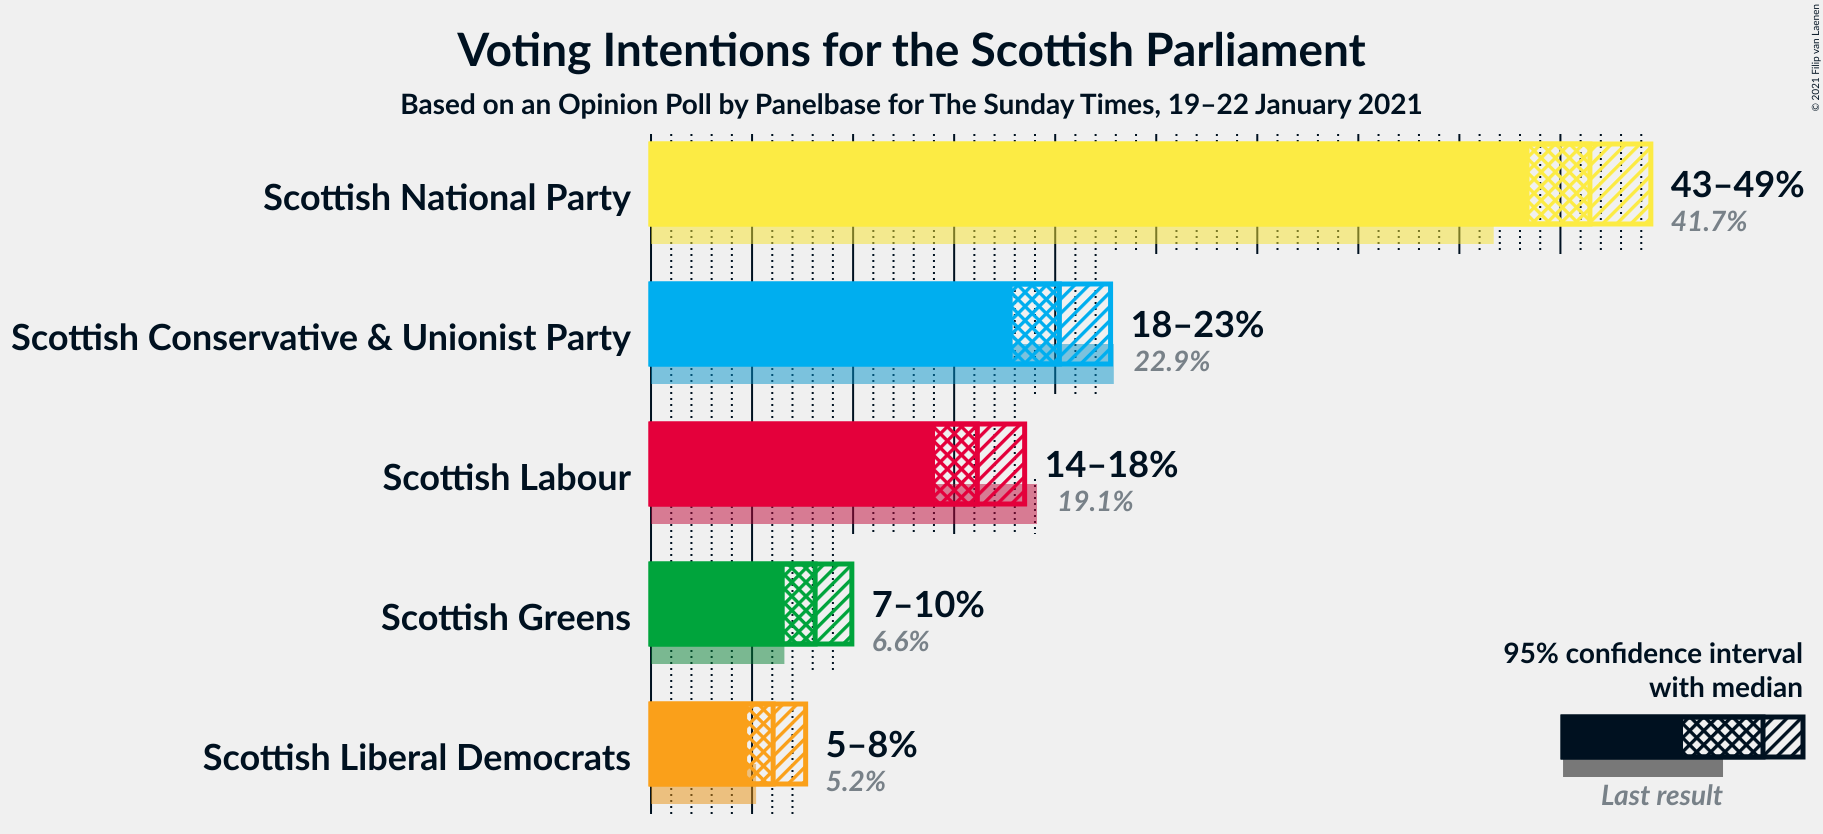 Voting Intentions for the Scottish Parliament
Based on an Opinion Poll by Panelbase for The Sunday Times, 19–22 January 2021
© 2021 Filip van Laenen
Scottish National Party
43–49%
41.7%
Scottish Conservative & Unionist Party
18–23%
22.9%
Scottish Labour
14–18%
19.1%
Scottish Greens
7–10%
6.6%
Scottish Liberal Democrats
5–8%
5.2%
95% confidence interval
with median
Last result